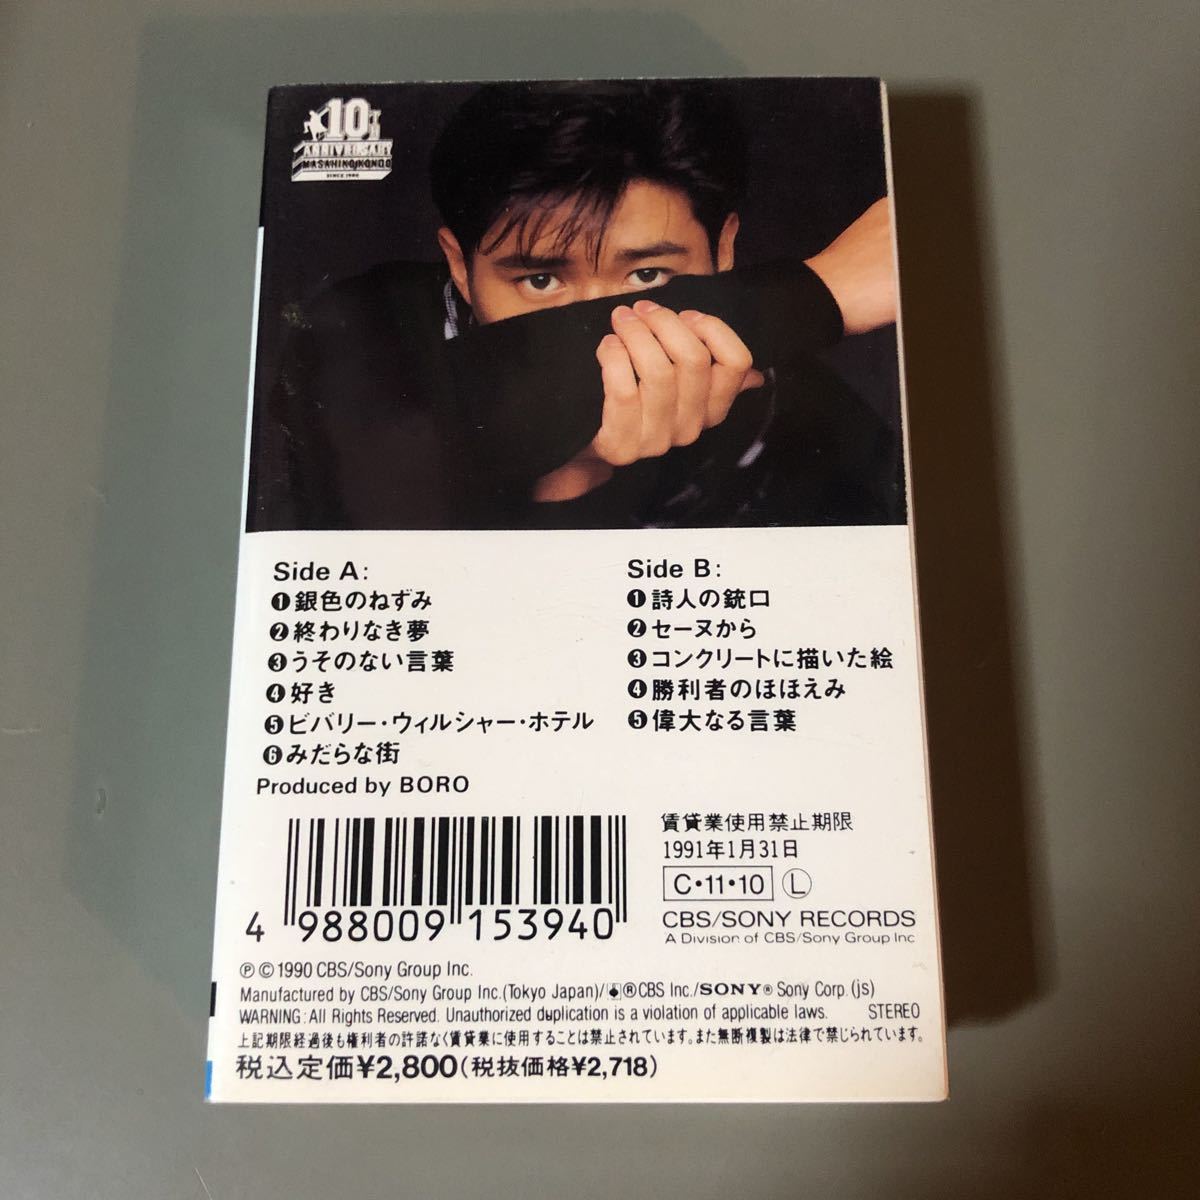 10TH
ANNIVERSARY
MASAHIKO KONDO
SINCE 1980
Side A:
❶銀色のねずみ
❷終わりなき夢
❸うそのない言葉
❹好き
❺ビバリー・ウィルシャー・ホテル
❻みだらな街
Produced by BORO
Side B:
❶詩人の銃口
❷セーヌから
❸コンクリートに描いた絵
❹勝利者のほほえみ
❺偉大なる言葉
4 988009 153940
賃貸業使用禁止期限
1991年1月31日
C・11・10 Ⓛ
CBS/SONY RECORDS
A Division of CBS/Sony Group Inc
Ⓟ©1990 CBS/Sony Group Inc.
Manufactured by CBS/Sony Group Inc.(Tokyo Japan)/®CBS Inc./SONY® Sony Corp.(js)
WARNING:All Rights Reserved. Unauthorized duplication is a violation of applicable laws. STEREO
上記期限経過後も権利者の許諾なく賃貸業に使用することは禁止されています。また無断複製は法律で禁じられています。
税込定価¥2,800(税抜価格¥2,718)